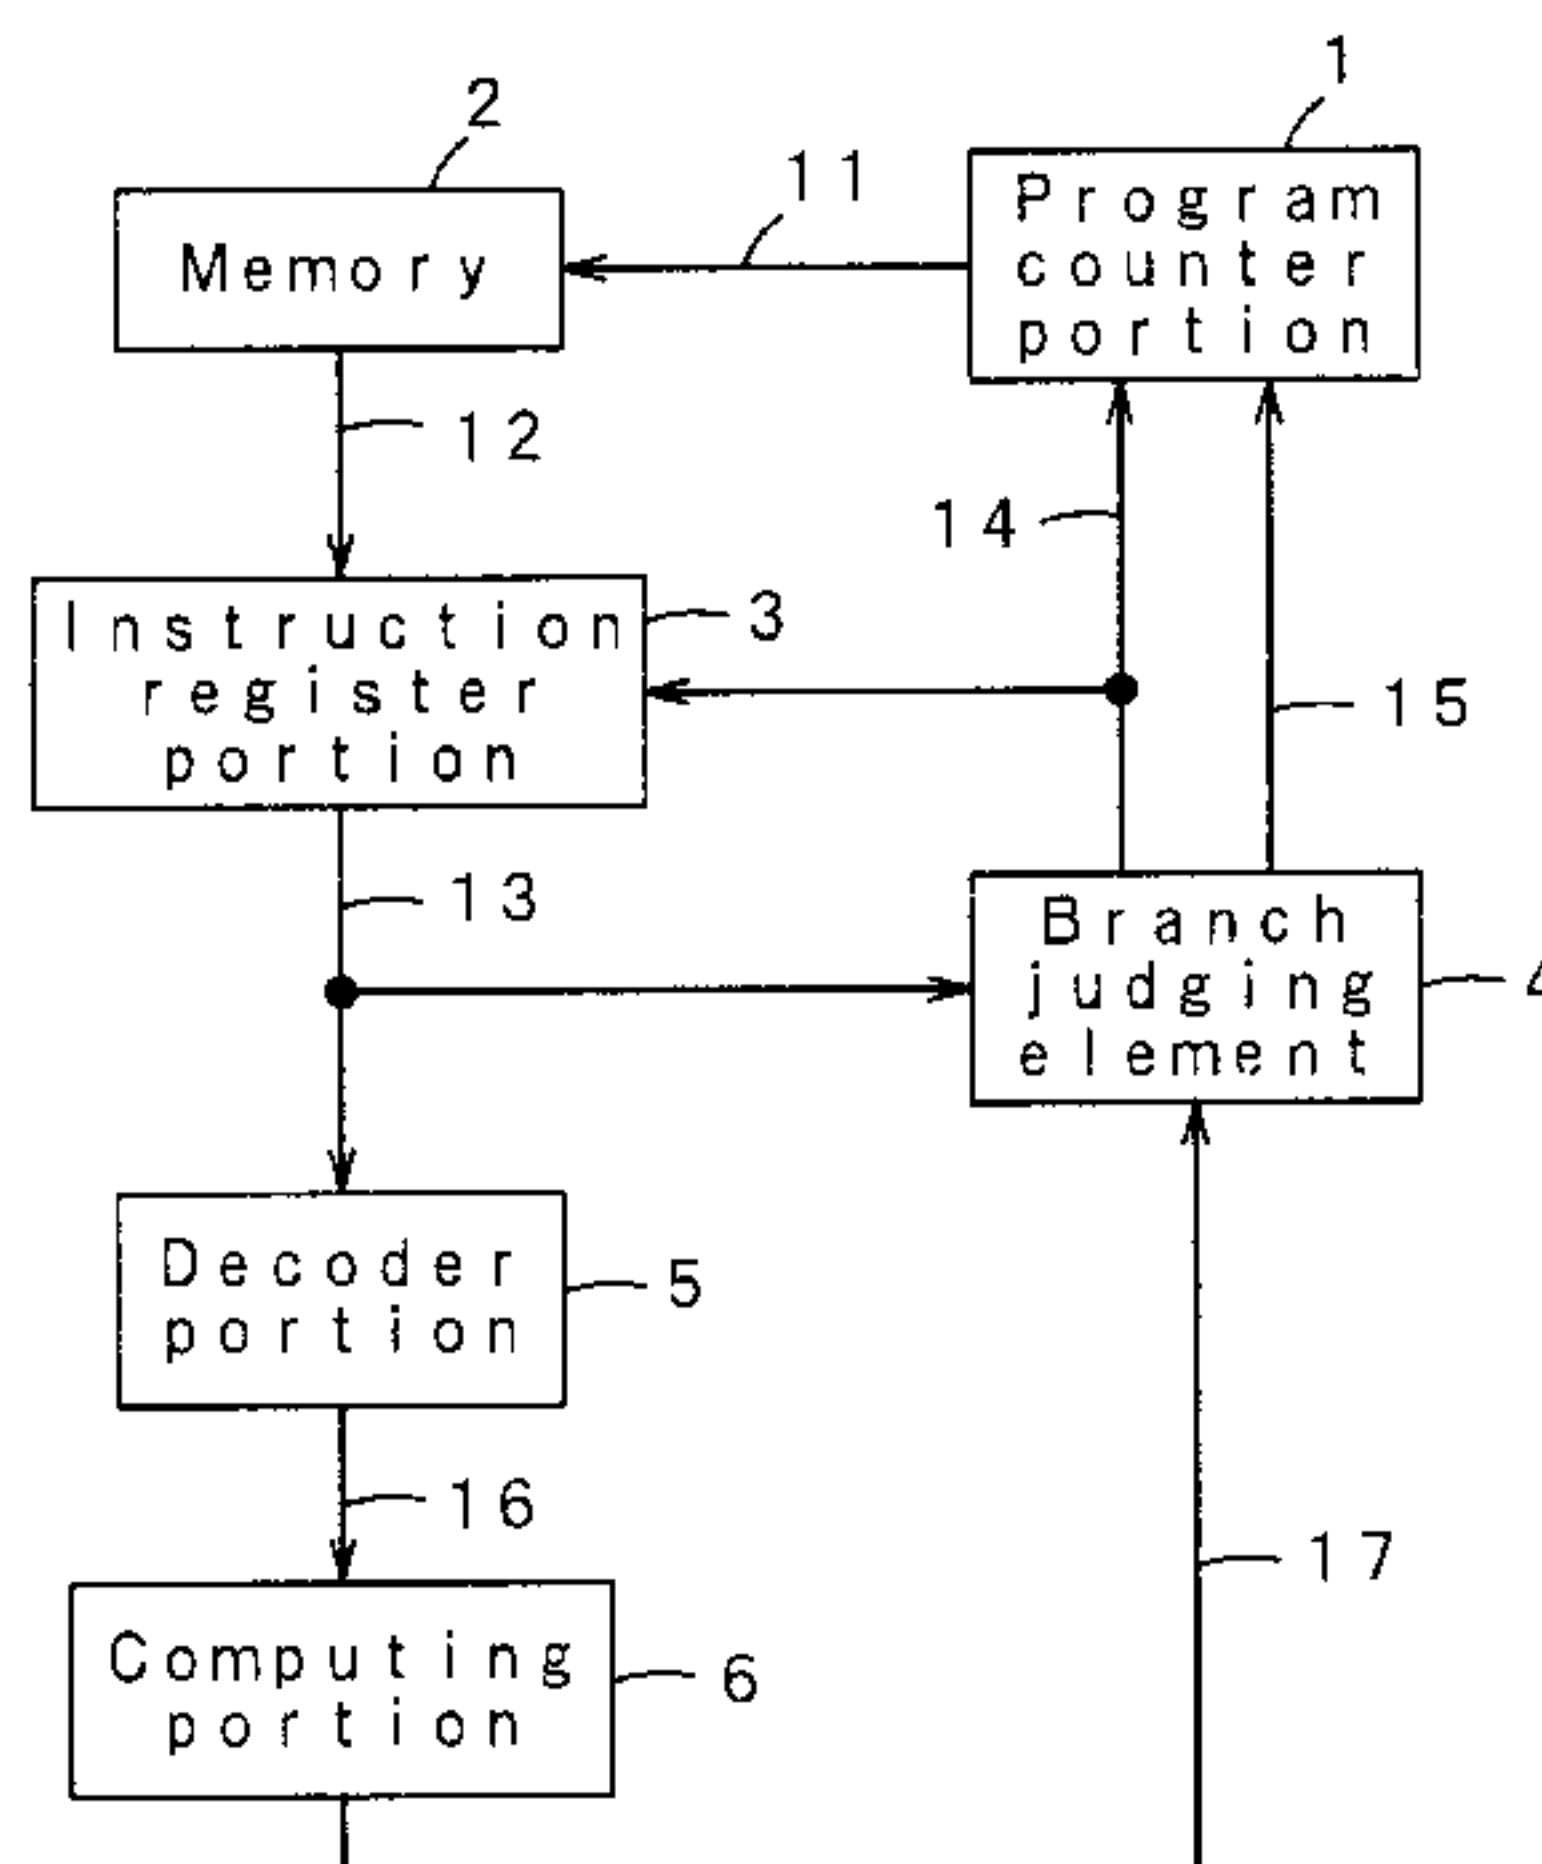 1
2
11
Program
counter
portion
Memory
12
14
Instruction
register
portion
3
15
13
Branch
judging
element
4
Decoder
portion
5
16
17
Computing
portion
6